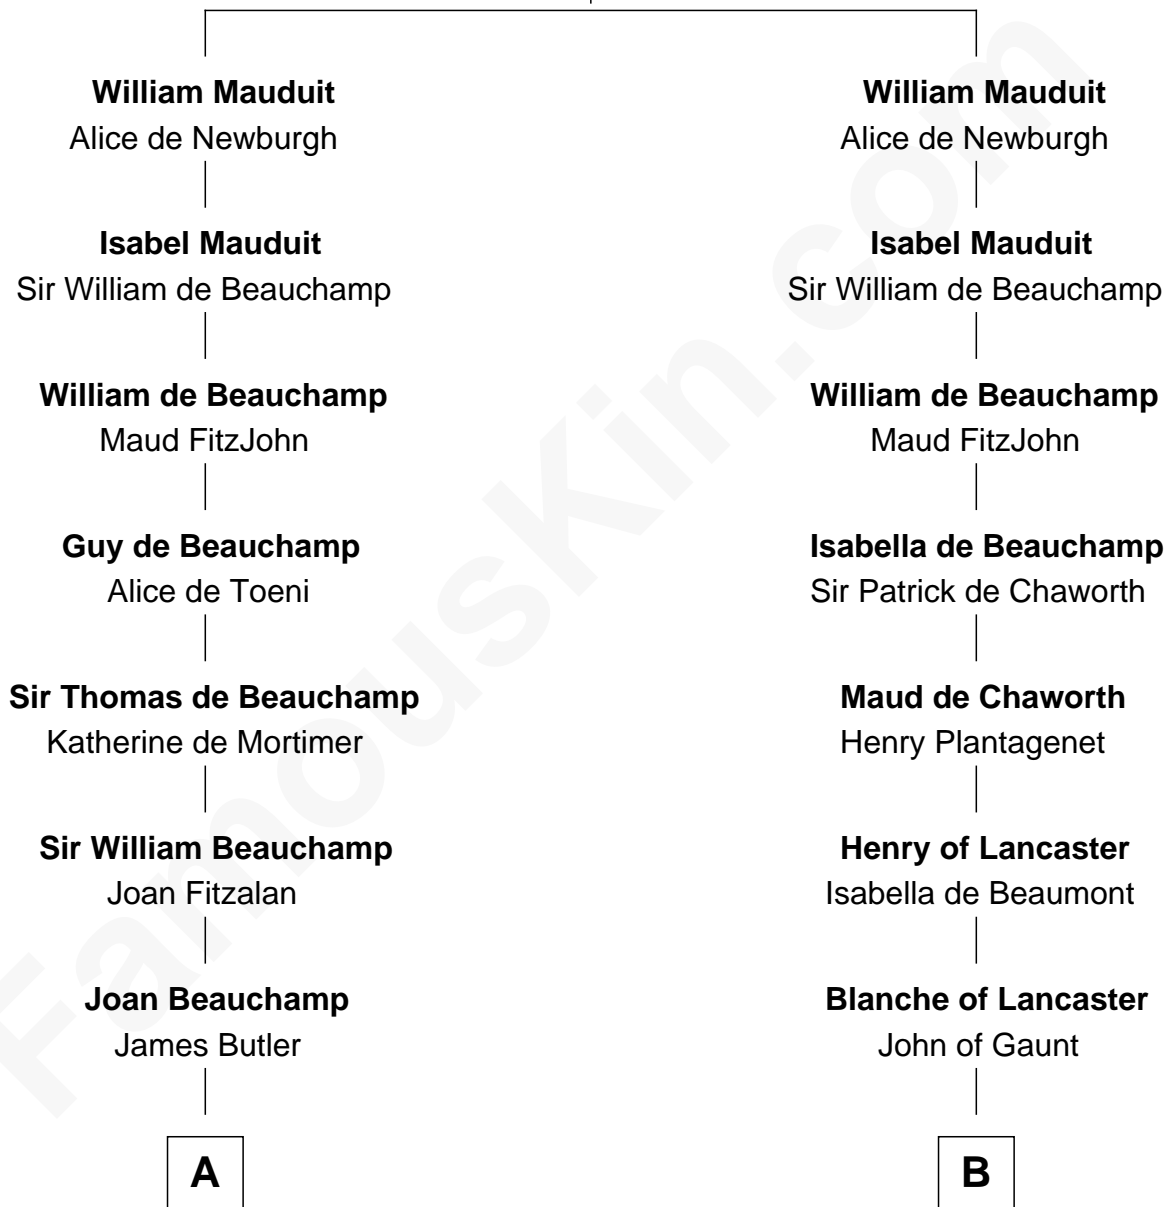 William Mauduit
Alice de Newburgh
Isabel Mauduit
Sir William de Beauchamp
William de Beauchamp
Maud FitzJohn
Guy de Beauchamp
Alice de Toeni
Sir Thomas de Beauchamp
Katherine de Mortimer
Sir William Beauchamp
Joan Fitzalan
Joan Beauchamp
James Butler
A
William Mauduit
Alice de Newburgh
Isabel Mauduit
Sir William de Beauchamp
William de Beauchamp
Maud FitzJohn
Isabella de Beauchamp
Sir Patrick de Chaworth
Maud de Chaworth
Henry Plantagenet
Henry of Lancaster
Isabella de Beaumont
Blanche of Lancaster
John of Gaunt
B
FamousKin.com